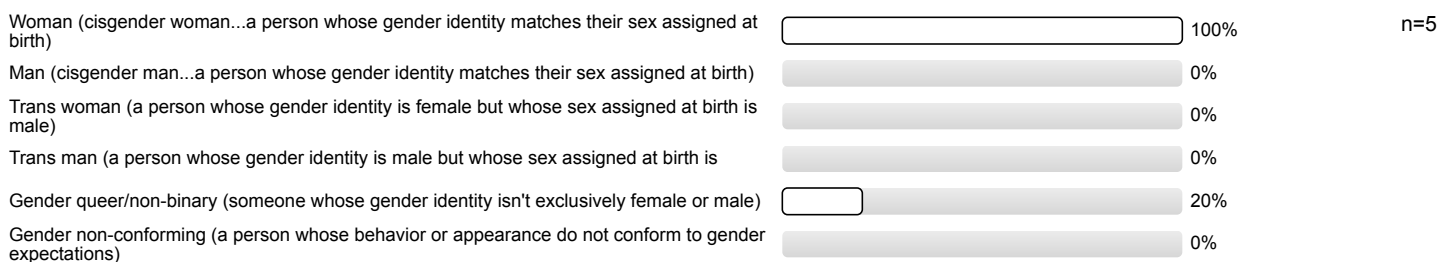 Woman (cisgender woman...a person whose gender identity matches their sex assigned at
birth)
100%
n=5
Man (cisgender man...a person whose gender identity matches their sex assigned at birth)
0%
Trans woman (a person whose gender identity is female but whose sex assigned at birth is
male)
0%
Trans man (a person whose gender identity is male but whose sex assigned at birth is
0%
Gender queer/non-binary (someone whose gender identity isn't exclusively female or male)
20%
Gender non-conforming (a person whose behavior or appearance do not conform to gender
expectations)
0%